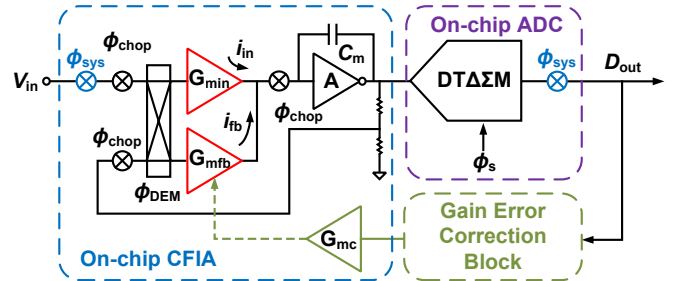 On-chip ADC
ϕsys
ϕchop
iin
Cm
ϕsys
Dout
Vin
Gmin
A
DTΔΣM
ϕchop
ϕchop
ifb
Gmfb
ϕs
ϕDEM
Gmc
Gain Error
Correction
Block
On-chip CFIA